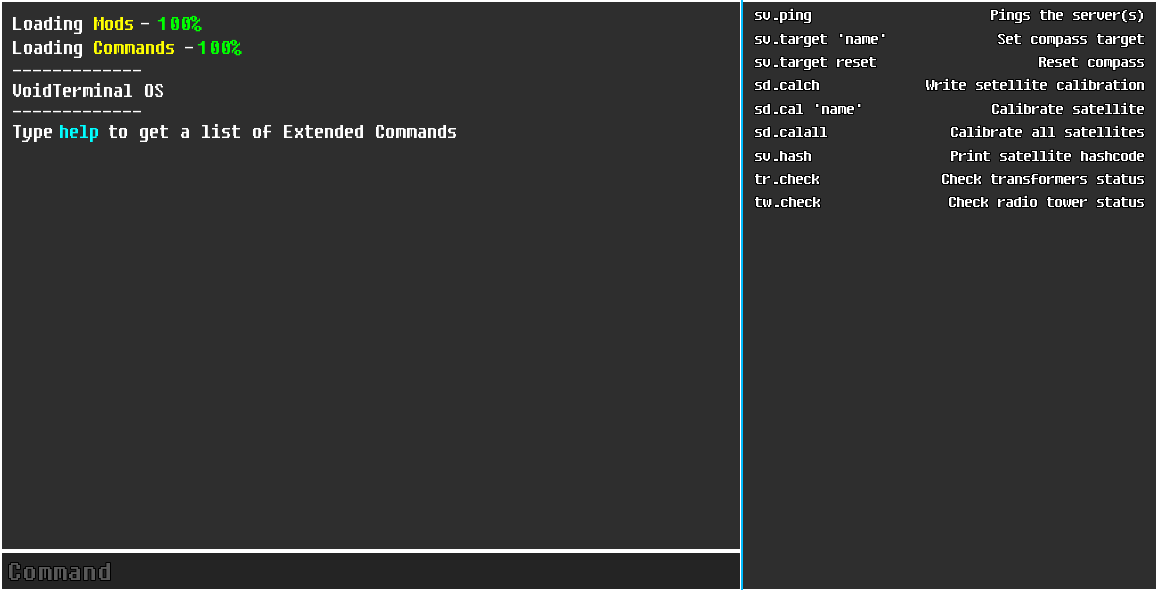 Loading Mods - 100%
Loading Commands - 100%
-------------
VoidTerminal OS
-------------
Type help to get a list of Extended Commands
Command
sv.ping Pings the server(s)
sv.target 'name' Set compass target
sv.target reset Reset compass
sd.calch Write setellite calibration
sd.cal 'name' Calibrate satellite
sd.calall Calibrate all satellites
sv.hash Print satellite hashcode
tr.check Check transformers status
tw.check Check radio tower status